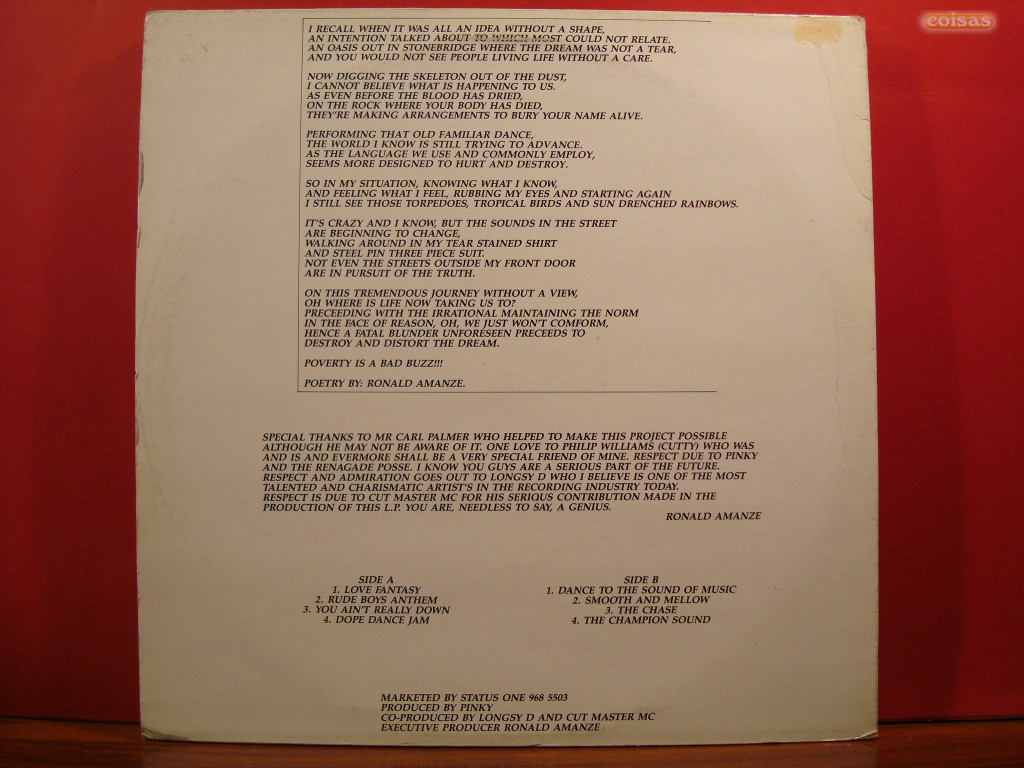 coisas
I RECALL WHEN IT WAS ALL AN IDEA WITHOUT A SHAPE,
AN INTENTION TALKED ABOUT TO WHICH MOST COULD NOT RELATE.
AN OASIS OUT IN STONEBRIDGE WHERE THE DREAM WAS NOT A TEAR,
AND YOU WOULD NOT SEE PEOPLE LIVING LIFE WITHOUT A CARE.
NOW DIGGING THE SKELETON OUT OF THE DUST,
I CANNOT BELIEVE WHAT IS HAPPENING TO US.
AS EVEN BEFORE THE BLOOD HAS DRIED,
ON THE ROCK WHERE YOUR BODY HAS DIED,
THEY'RE MAKING ARRANGEMENTS TO BURY YOUR NAME ALIVE.
PERFORMING THAT OLD FAMILIAR DANCE,
THE WORLD I KNOW IS STILL TRYING TO ADVANCE.
AS THE LANGUAGE WE USE AND COMMONLY EMPLOY,
SEEMS MORE DESIGNED TO HURT AND DESTROY.
SO IN MY SITUATION, KNOWING WHAT I KNOW,
AND FEELING WHAT I FEEL, RUBBING MY EYES AND STARTING AGAIN
I STILL SEE THOSE TORPEDOES, TROPICAL BIRDS AND SUN DRENCHED RAINBOWS.
IT'S CRAZY AND I KNOW, BUT THE SOUNDS IN THE STREET
ARE BEGINNING TO CHANGE,
WALKING AROUND IN MY TEAR STAINED SHIRT
AND STEEL PIN THREE PIECE SUIT.
NOT EVEN THE STREETS OUTSIDE MY FRONT DOOR
ARE IN PURSUIT OF THE TRUTH.
ON THIS TREMENDOUS JOURNEY WITHOUT A VIEW,
OH WHERE IS LIFE NOW TAKING US TO?
PRECEEDING WITH THE IRRATIONAL MAINTAINING THE NORM
IN THE FACE OF REASON, OH, WE JUST WON'T COMFORM,
HENCE A FATAL BLUNDER UNFORESEEN PRECEEDS TO
DESTROY AND DISTORT THE DREAM.
POVERTY IS A BAD BUZZ!!!
POETRY BY: RONALD AMANZE.
SPECIAL THANKS TO MR CARL PALMER WHO HELPED TO MAKE THIS PROJECT POSSIBLE
ALTHOUGH HE MAY NOT BE AWARE OF IT. ONE LOVE TO PHILIP WILLIAMS (CUTTY) WHO WAS
AND IS AND EVERMORE SHALL BE A VERY SPECIAL FRIEND OF MINE. RESPECT DUE TO PINKY
AND THE RENAGADE POSSE. I KNOW YOU GUYS ARE A SERIOUS PART OF THE FUTURE.
RESPECT AND ADMIRATION GOES OUT TO LONGSY D WHO I BELIEVE IS ONE OF THE MOST
TALENTED AND CHARISMATIC ARTIST'S IN THE RECORDING INDUSTRY TODAY.
RESPECT IS DUE TO CUT MASTER MC FOR HIS SERIOUS CONTRIBUTION MADE IN THE
PRODUCTION OF THIS L.P. YOU ARE, NEEDLESS TO SAY, A GENIUS.
RONALD AMANZE
SIDE A
1. LOVE FANTASY
2. RUDE BOYS ANTHEM
3. YOU AIN'T REALLY DOWN
4. DOPE DANCE JAM
SIDE B
1. DANCE TO THE SOUND OF MUSIC
2. SMOOTH AND MELLOW
3. THE CHASE
4. THE CHAMPION SOUND
MARKETED BY STATUS ONE 968 5503
PRODUCED BY PINKY
CO-PRODUCED BY LONGSY D AND CUT MASTER MC
EXECUTIVE PRODUCER RONALD AMANZE